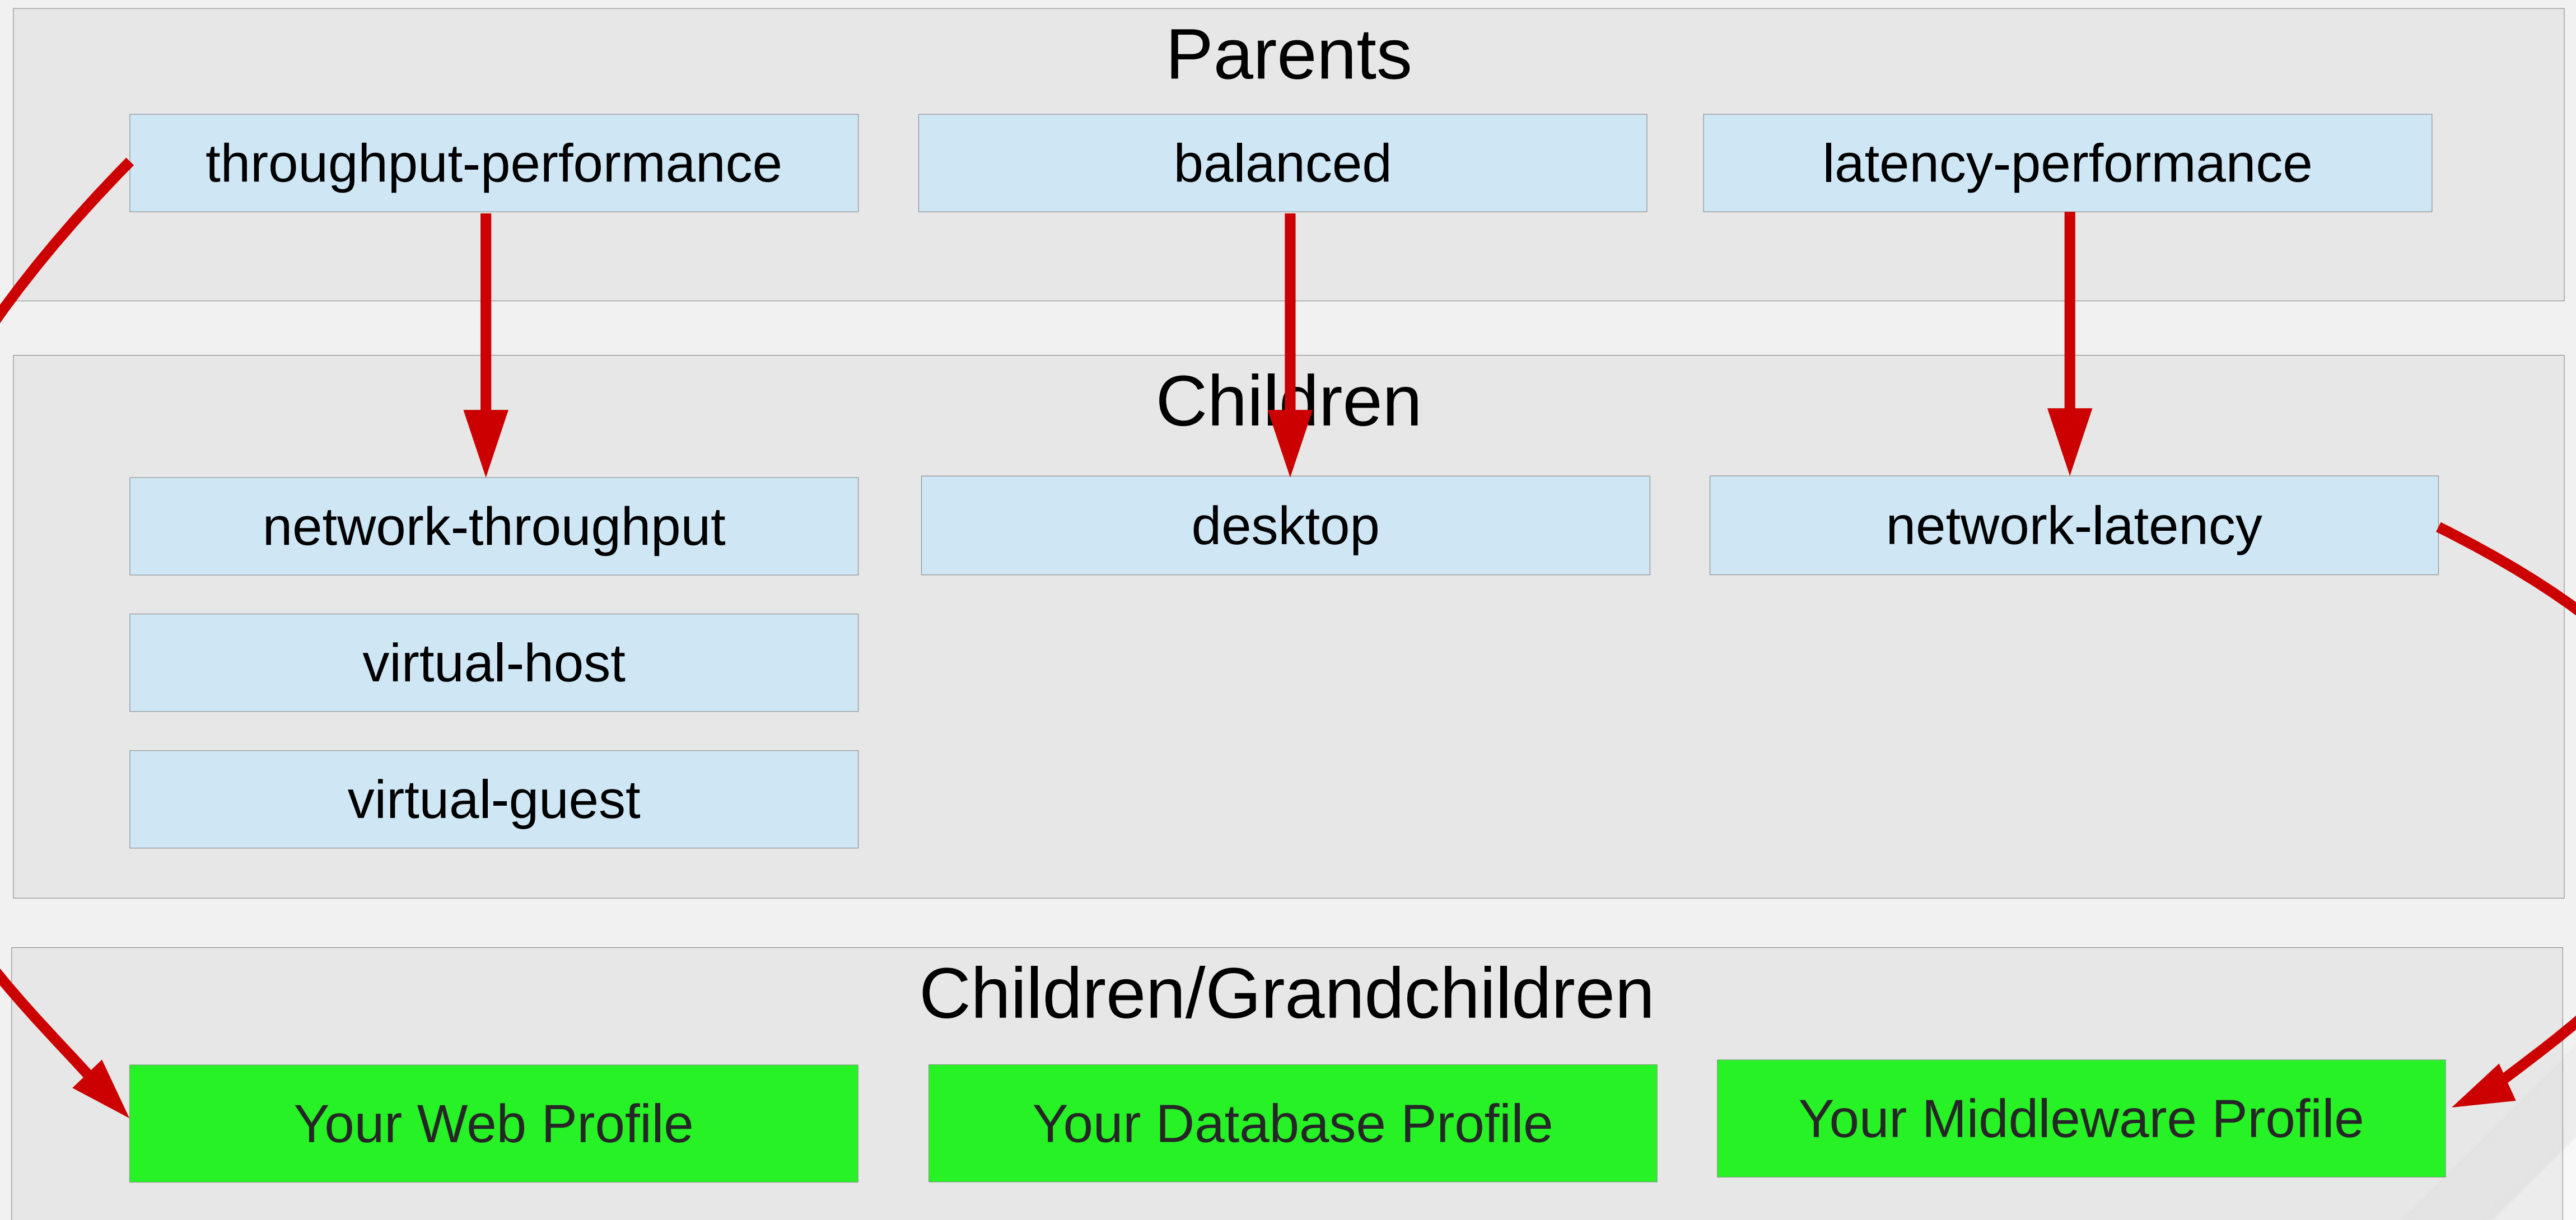 Parents
throughput-performance
balanced
latency-performance
Children
network-throughput
desktop
network-latency
virtual-host
virtual-guest
Children/Grandchildren
Your Web Profile
Your Database Profile
Your Middleware Profile